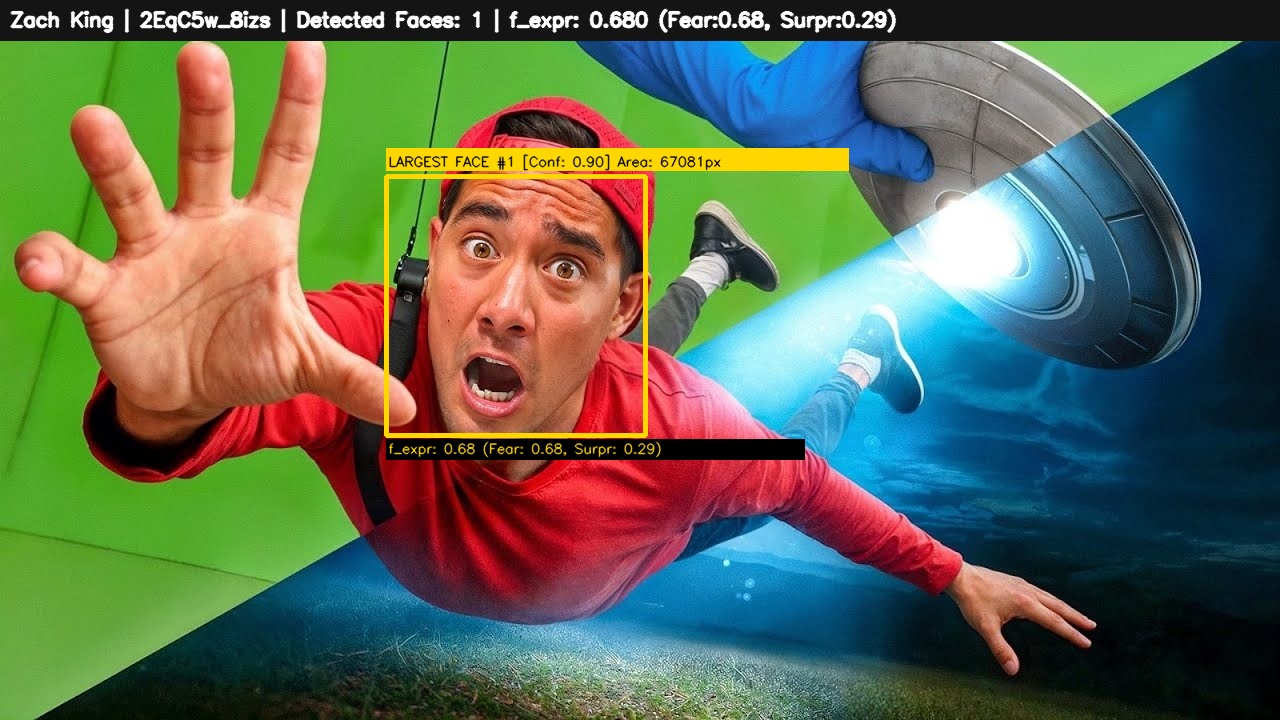 Zach King | 2EqC5w_8izs | Detected Faces: 1 | f_expr: 0.680 (Fear:0.68, Surpr:0.29)
LARGEST FACE #1 [Conf: 0.90] Area: 67081px
f_expr: 0.68 (Fear: 0.68, Surpr: 0.29)